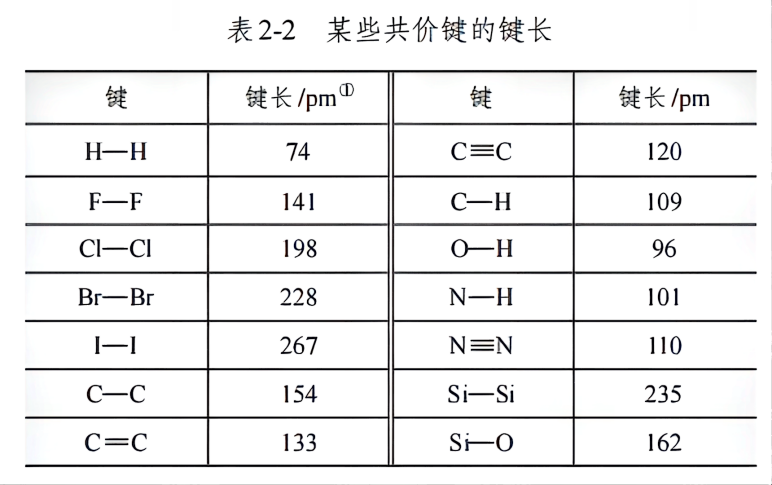 表2-2 某些共价键的键长
键 键长/pm① 键 键长/pm
H—H 74 C≡C 120
F—F 141 C—H 109
Cl—Cl 198 O—H 96
Br—Br 228 N—H 101
I—I 267 N≡N 110
C—C 154 Si—Si 235
C=C 133 Si—O 162